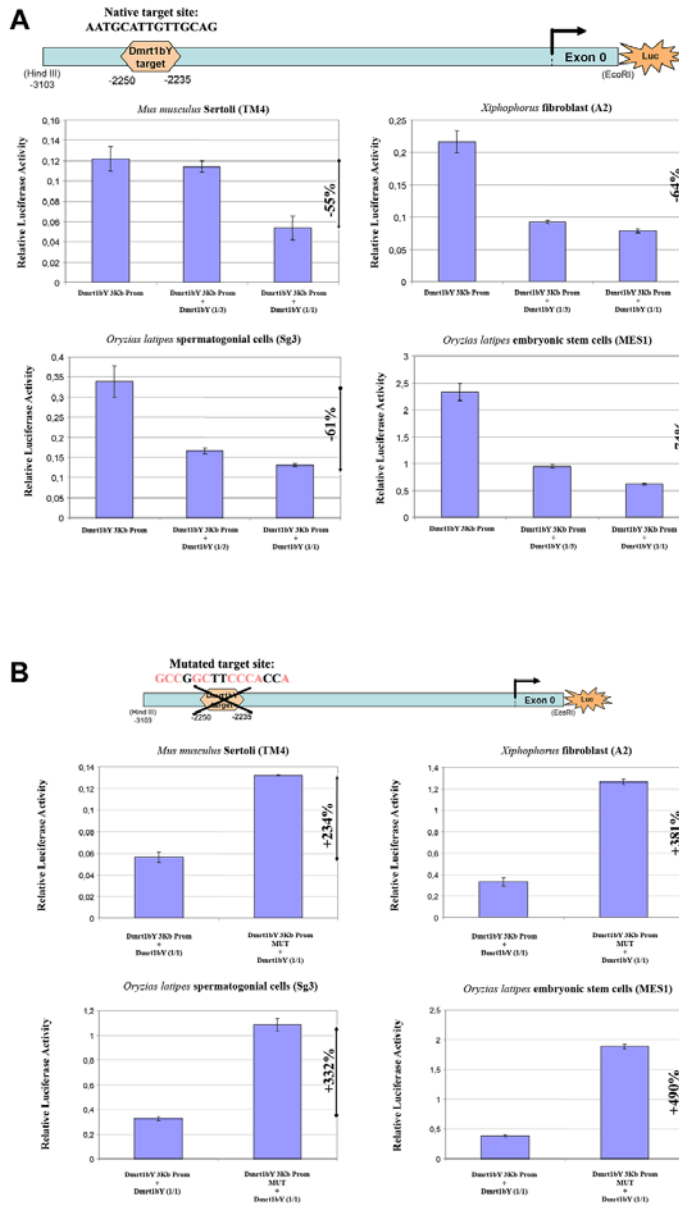 A
Native target site:
AATGCATTGTTGCAG
Dmrt1bY
target
(Hind III)
-3103
-2250
-2235
Exon 0
(EcoRI)
Luc
Mus musculus Sertoli (TM4)
Relative Luciferase Activity
0,16
0,14
0,12
0,1
0,08
0,06
0,04
0,02
0
-55%
Dmrt1bY 3Kb Prom
Dmrt1bY 3Kb Prom
+
Dmrt1bY (1/3)
Dmrt1bY 3Kb Prom
+
Dmrt1bY (1/1)
Xiphophorus fibroblast (A2)
Relative Luciferase Activity
0,25
0,2
0,15
0,1
0,05
0
-64%
Dmrt1bY 3Kb Prom
Dmrt1bY 3Kb Prom
+
Dmrt1bY (1/3)
Dmrt1bY 3Kb Prom
+
Dmrt1bY (1/1)
Oryzias latipes spermatogonial cells (Sg3)
Relative Luciferase Activity
0,4
0,35
0,3
0,25
0,2
0,15
0,1
0,05
0
-61%
Dmrt1bY 3Kb Prom
Dmrt1bY 3Kb Prom
+
Dmrt1bY (1/3)
Dmrt1bY 3Kb Prom
+
Dmrt1bY (1/1)
Oryzias latipes embryonic stem cells (MES1)
Relative Luciferase Activity
3
2,5
2
1,5
1
0,5
0
Dmrt1bY 3Kb Prom
Dmrt1bY 3Kb Prom
+
Dmrt1bY (1/3)
Dmrt1bY 3Kb Prom
+
Dmrt1bY (1/1)
B
Mutated target site:
GCCGGCTTCCCACCA
Dmrt1bY
target
(Hind III)
-3103
-2250
-2235
Exon 0
(EcoRI)
Luc
Mus musculus Sertoli (TM4)
Relative Luciferase Activity
0,14
0,12
0,1
0,08
0,06
0,04
0,02
0
+234%
Dmrt1bY 3Kb Prom
+
Dmrt1bY (1/1)
Dmrt1bY 3Kb Prom
MUT
+
Dmrt1bY (1/1)
Xiphophorus fibroblast (A2)
Relative Luciferase Activity
1,4
1,2
1
0,8
0,6
0,4
0,2
0
+381%
Dmrt1bY 3Kb Prom
+
Dmrt1bY (1/1)
Dmrt1bY 3Kb Prom
MUT
+
Dmrt1bY (1/1)
Oryzias latipes spermatogonial cells (Sg3)
Relative Luciferase Activity
1,2
1
0,8
0,6
0,4
0,2
0
+332%
Dmrt1bY 3Kb Prom
+
Dmrt1bY (1/1)
Dmrt1bY 3Kb Prom
MUT
+
Dmrt1bY (1/1)
Oryzias latipes embryonic stem cells (MES1)
Relative Luciferase Activity
2,5
2
1,5
1
0,5
0
+490%
Dmrt1bY 3Kb Prom
+
Dmrt1bY (1/1)
Dmrt1bY 3Kb Prom
MUT
+
Dmrt1bY (1/1)